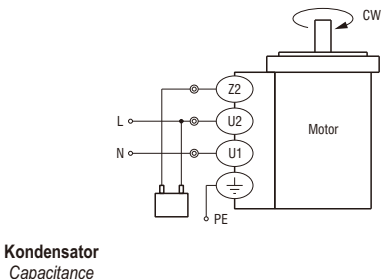 CW
Z2
L
U2
Motor
N
U1
PE
Kondensator
Capacitance